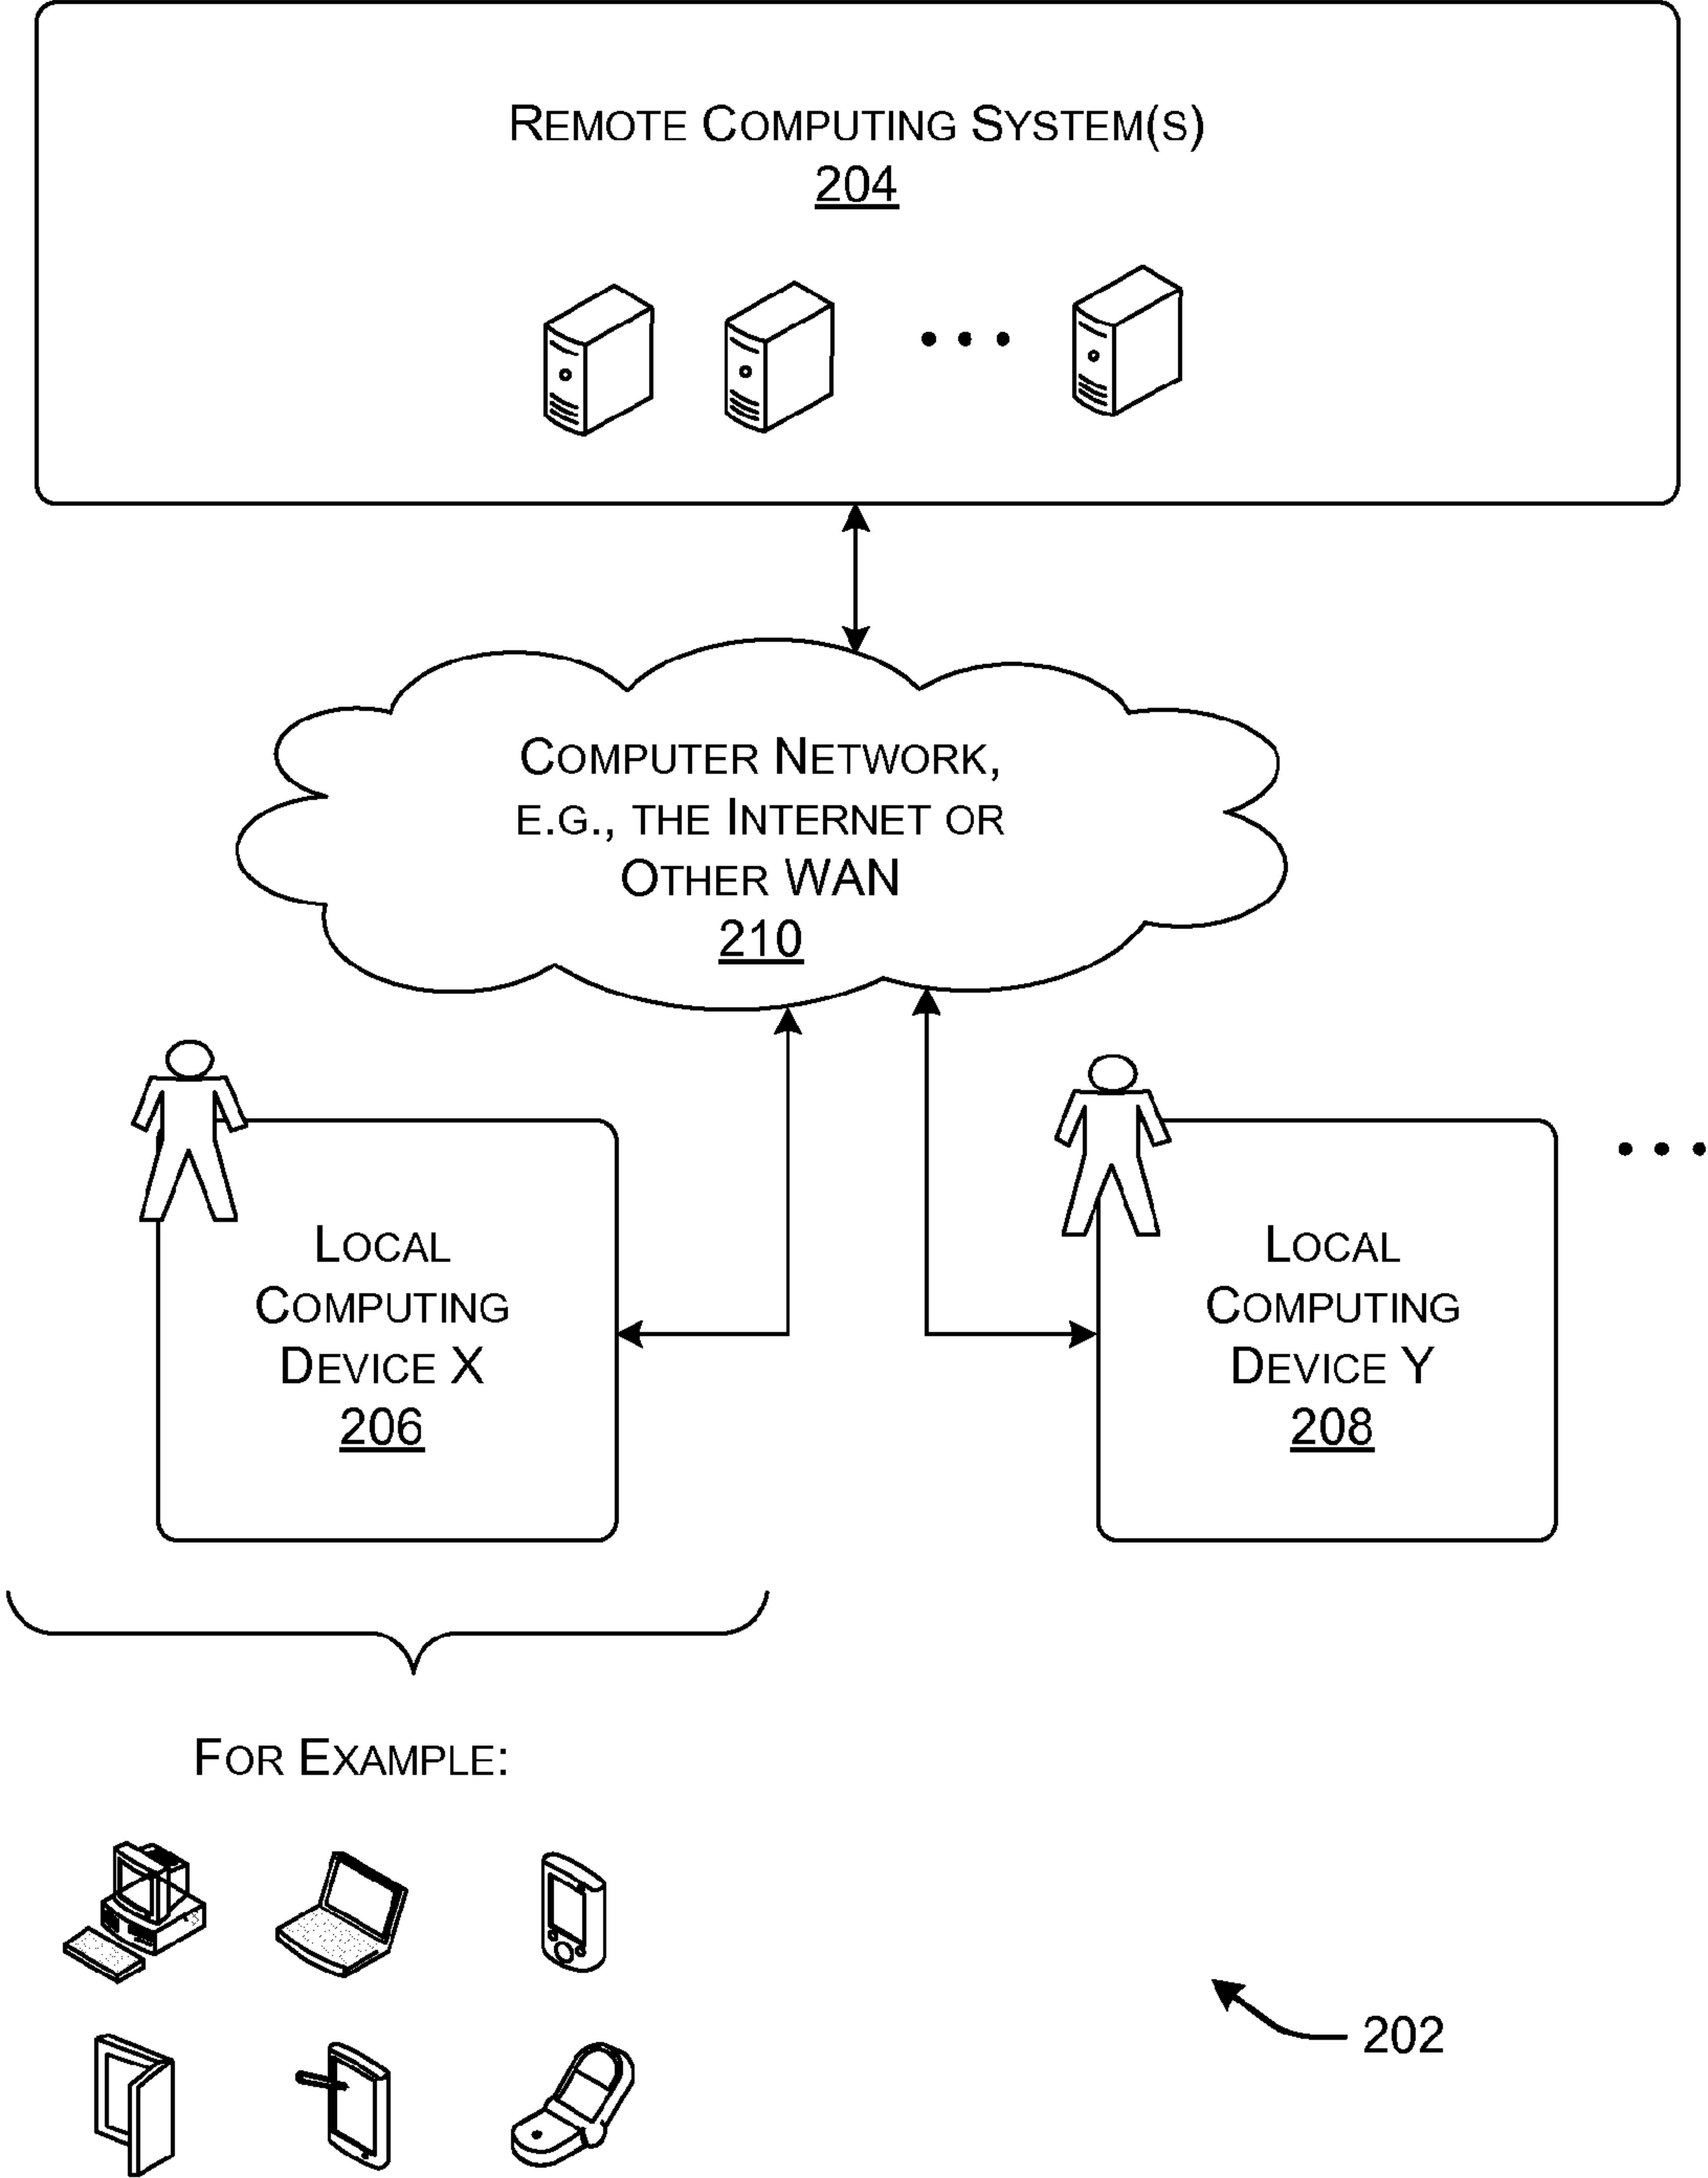 REMOTE COMPUTING SYSTEM(S)
204
COMPUTER NETWORK,
E.G., THE INTERNET OR
OTHER WAN
210
LOCAL
COMPUTING
DEVICE X
206
LOCAL
COMPUTING
DEVICE Y
208
FOR EXAMPLE:
202